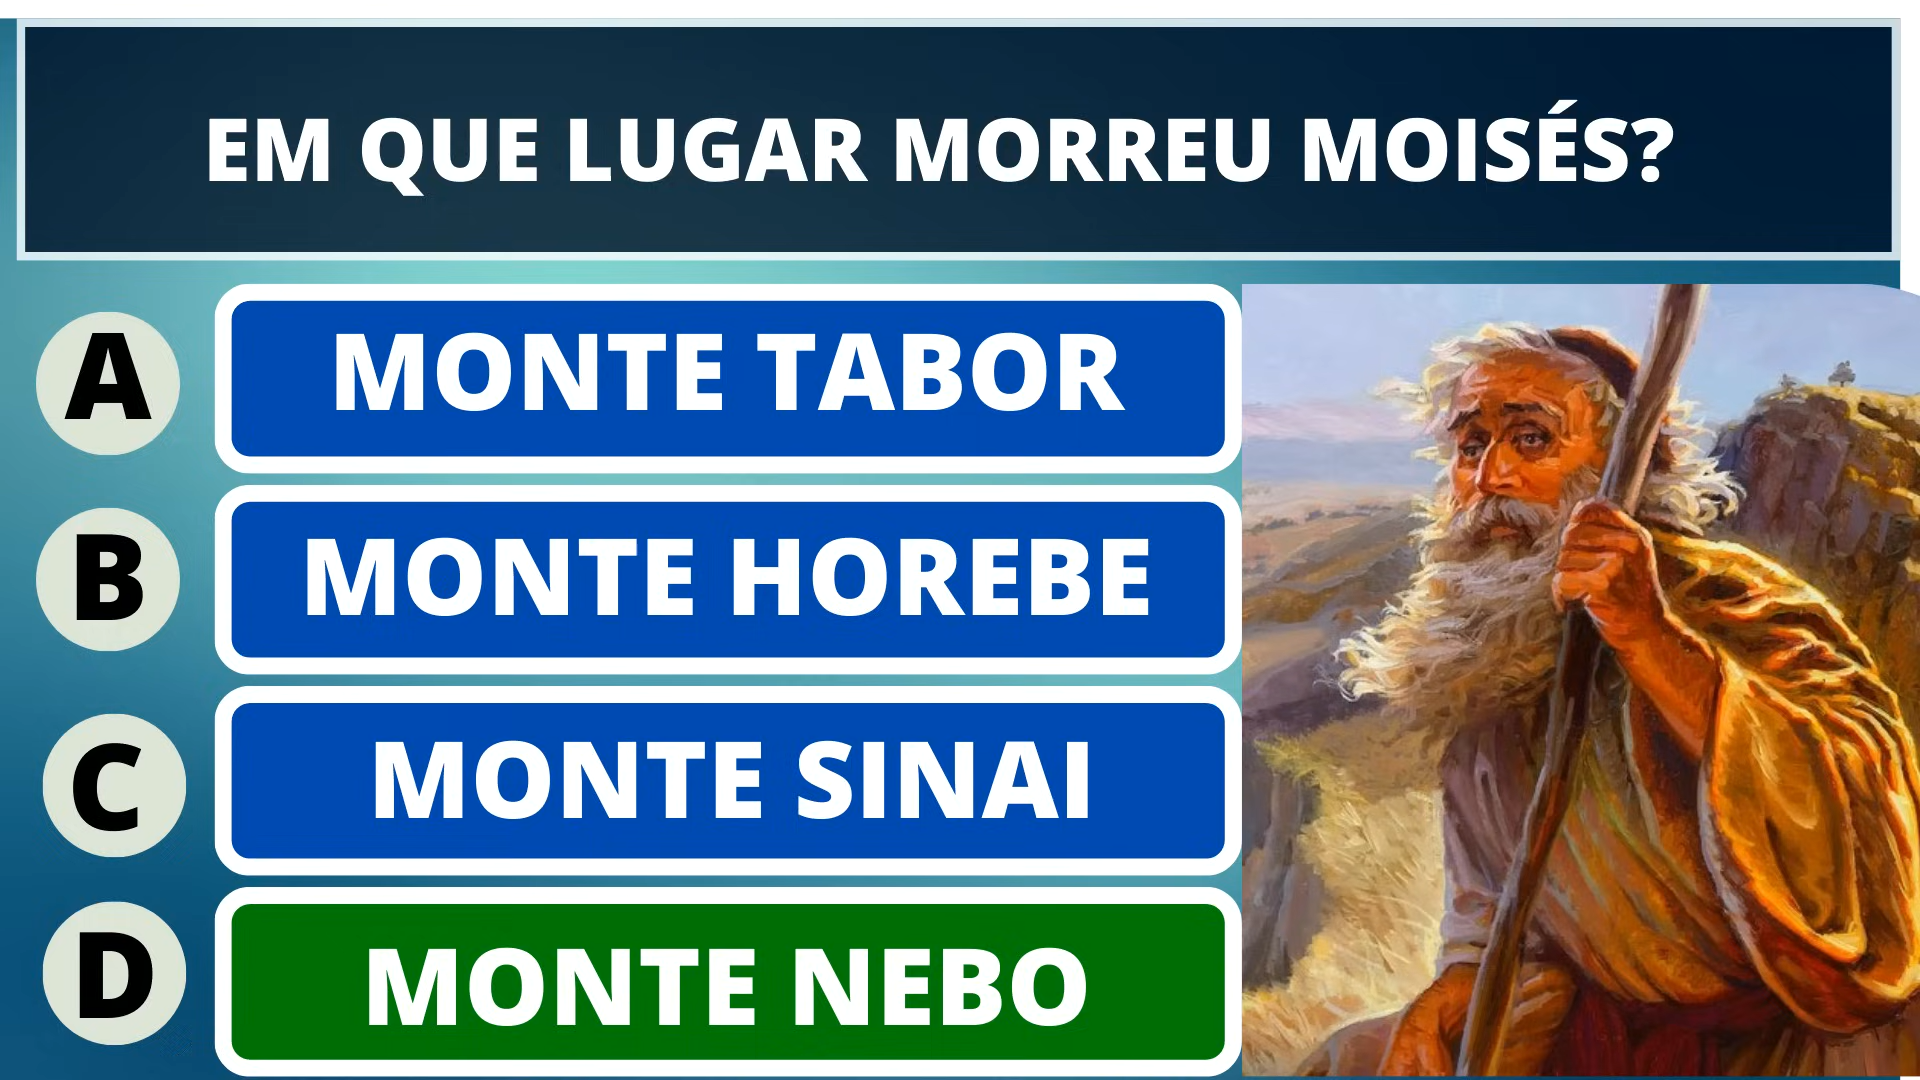 EM QUE LUGAR MORREU MOISÉS?
A
MONTE TABOR
B
MONTE HOREBE
C
MONTE SINAI
D
MONTE NEBO